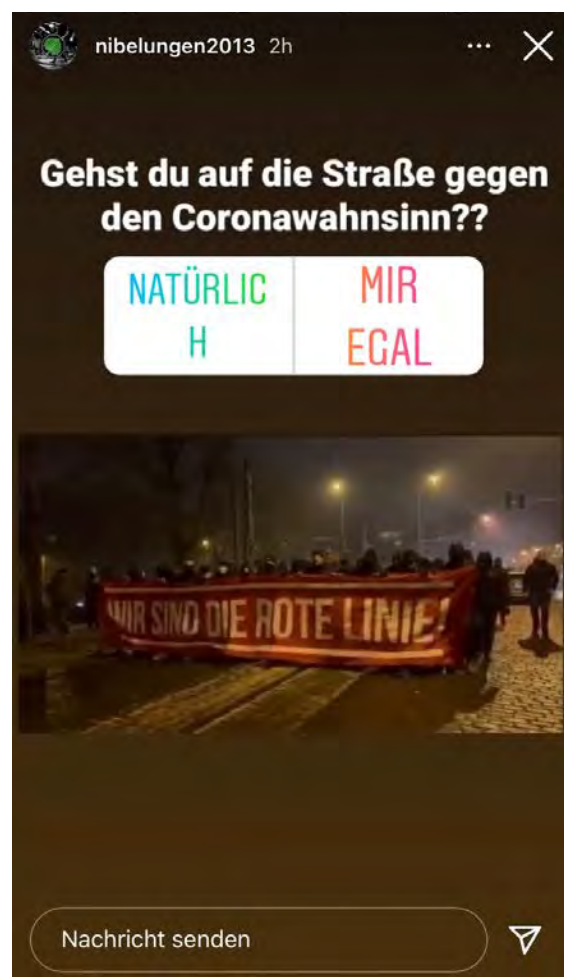 nibelungen2013 2h
Gehst du auf die Straße gegen
den Coronawahnsinn??
NATÜRLIC
H
MIR
EGAL
WIR SIND DIE ROTE LINIE!
Nachricht senden